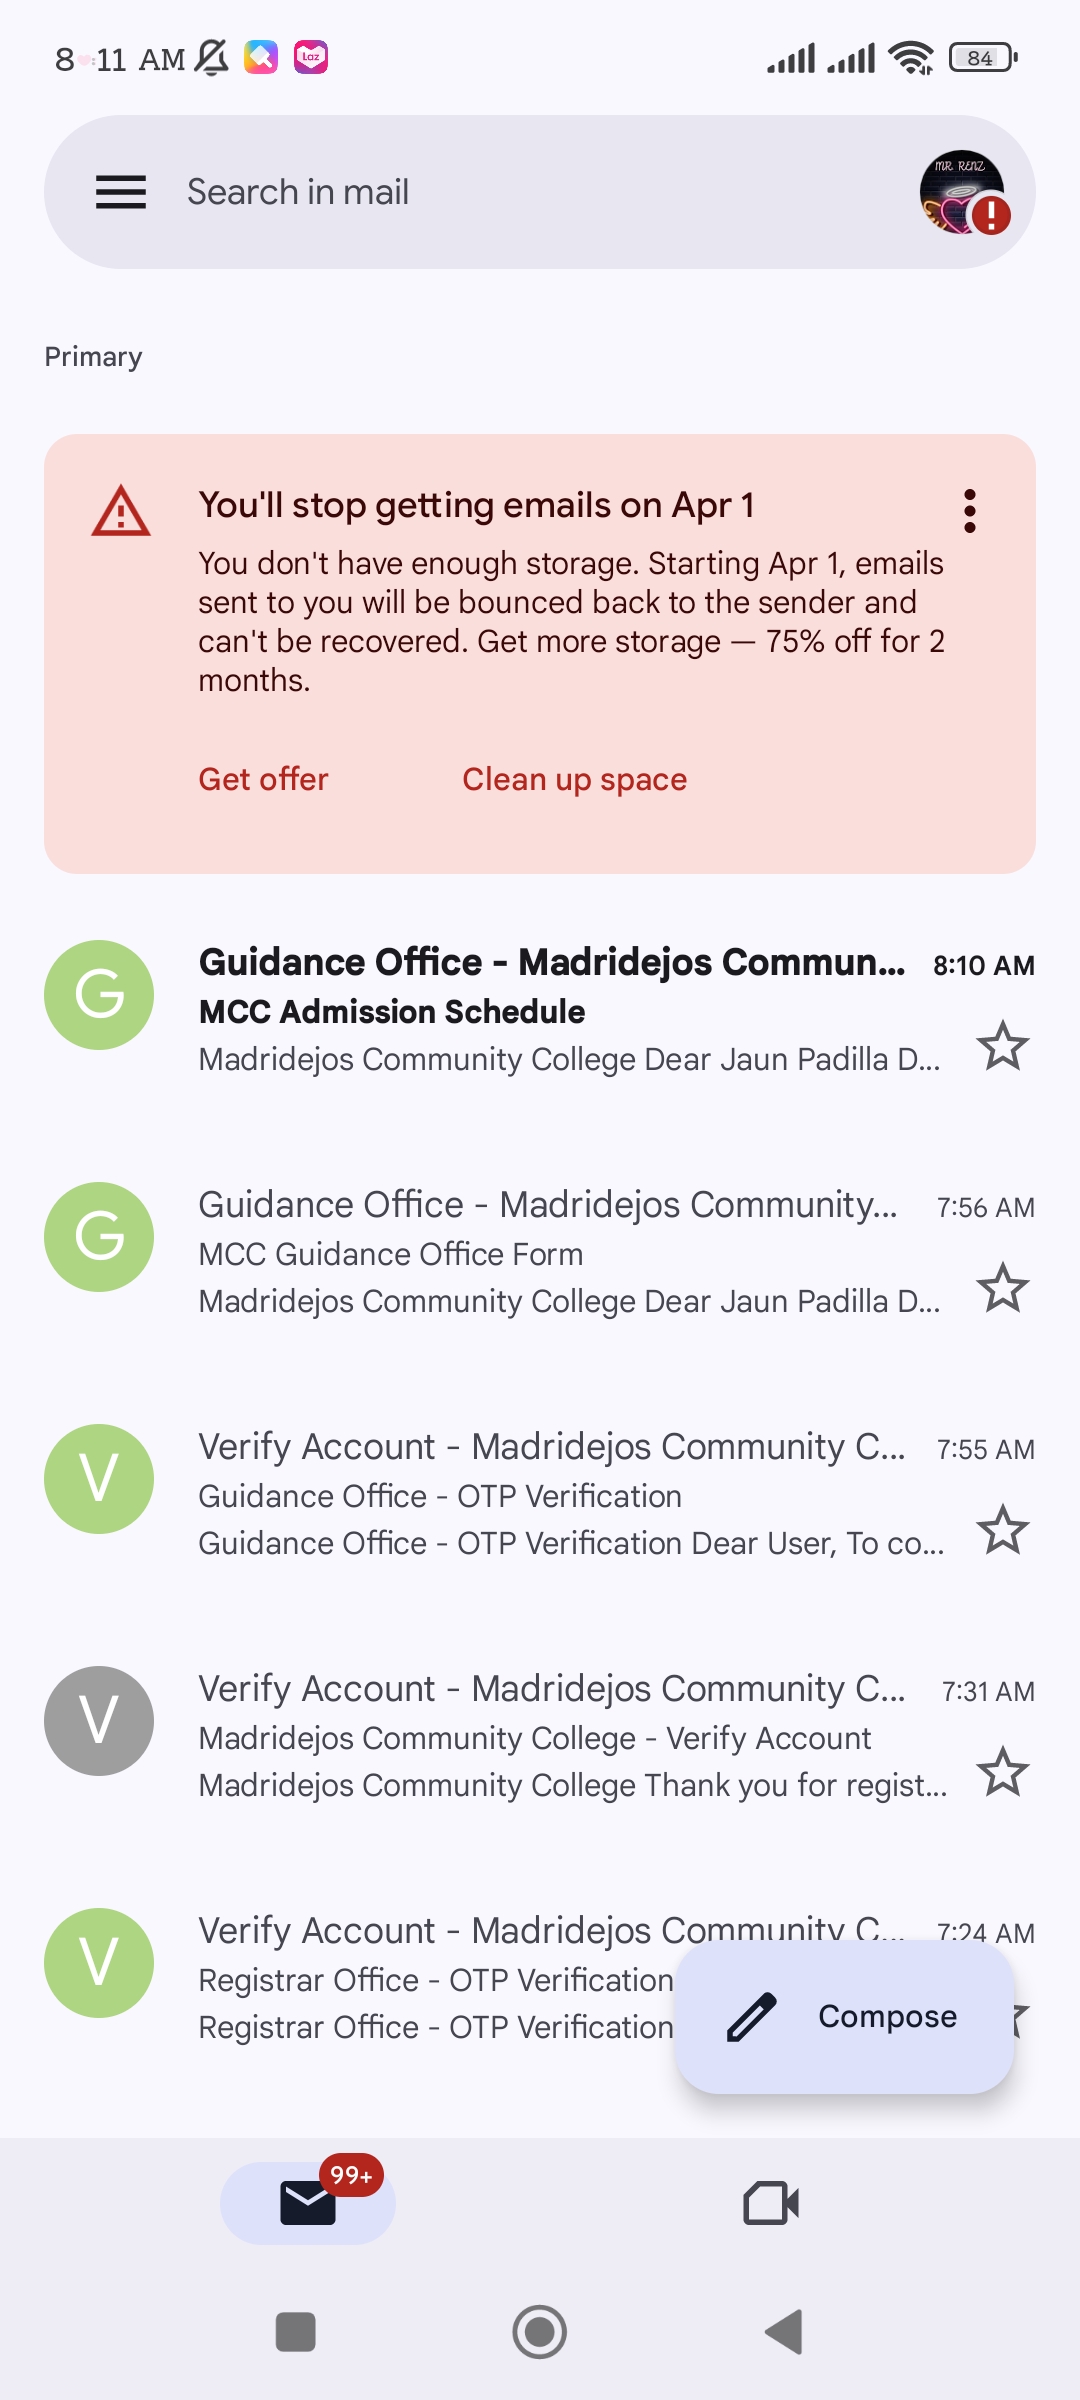 8:11 AM
Laz
84
Search in mail
MR. RENZ
Primary
You'll stop getting emails on Apr 1
You don't have enough storage. Starting Apr 1, emails
sent to you will be bounced back to the sender and
can't be recovered. Get more storage — 75% off for 2
months.
Get offer
Clean up space
G
Guidance Office - Madridejos Commun...
8:10 AM
MCC Admission Schedule
Madridejos Community College Dear Jaun Padilla D...
G
Guidance Office - Madridejos Community...
7:56 AM
MCC Guidance Office Form
Madridejos Community College Dear Jaun Padilla D...
V
Verify Account - Madridejos Community C...
7:55 AM
Guidance Office - OTP Verification
Guidance Office - OTP Verification Dear User, To co...
V
Verify Account - Madridejos Community C...
7:31 AM
Madridejos Community College - Verify Account
Madridejos Community College Thank you for regist...
V
Verify Account - Madridejos Community C...
7:24 AM
Registrar Office - OTP Verification
Registrar Office - OTP Verification
Compose
99+